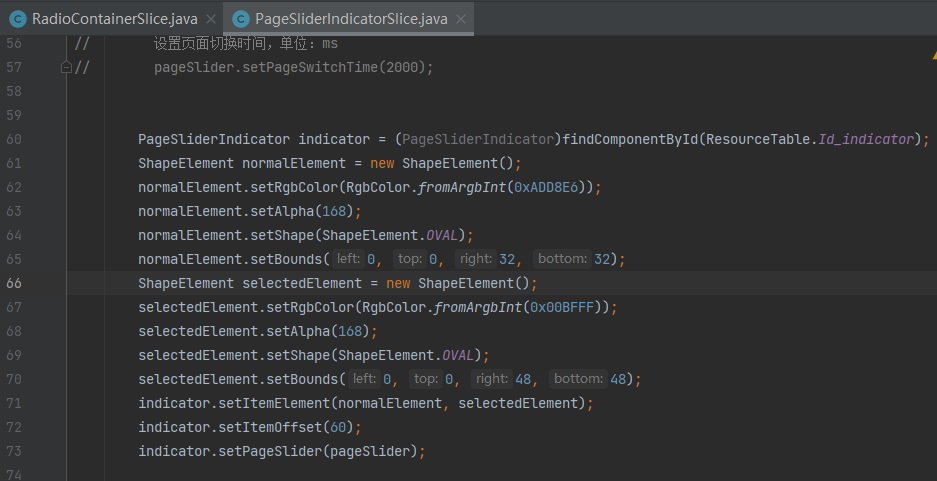 RadioContainerSlice.java PageSliderIndicatorSlice.java
56 // 设置页面切换时间，单位：ms
57 // pageSlider.setPageSwitchTime(2000);
58
59
60 PageSliderIndicator indicator = (PageSliderIndicator)findComponentById(ResourceTable.Id_indicator);
61 ShapeElement normalElement = new ShapeElement();
62 normalElement.setRgbColor(RgbColor.fromArgbInt(0xADD8E6));
63 normalElement.setAlpha(168);
64 normalElement.setShape(ShapeElement.OVAL);
65 normalElement.setBounds( left: 0, top: 0, right: 32, bottom: 32);
66 ShapeElement selectedElement = new ShapeElement();
67 selectedElement.setRgbColor(RgbColor.fromArgbInt(0x00BFFF));
68 selectedElement.setAlpha(168);
69 selectedElement.setShape(ShapeElement.OVAL);
70 selectedElement.setBounds( left: 0, top: 0, right: 48, bottom: 48);
71 indicator.setItemElement(normalElement, selectedElement);
72 indicator.setItemOffset(60);
73 indicator.setPageSlider(pageSlider);
74